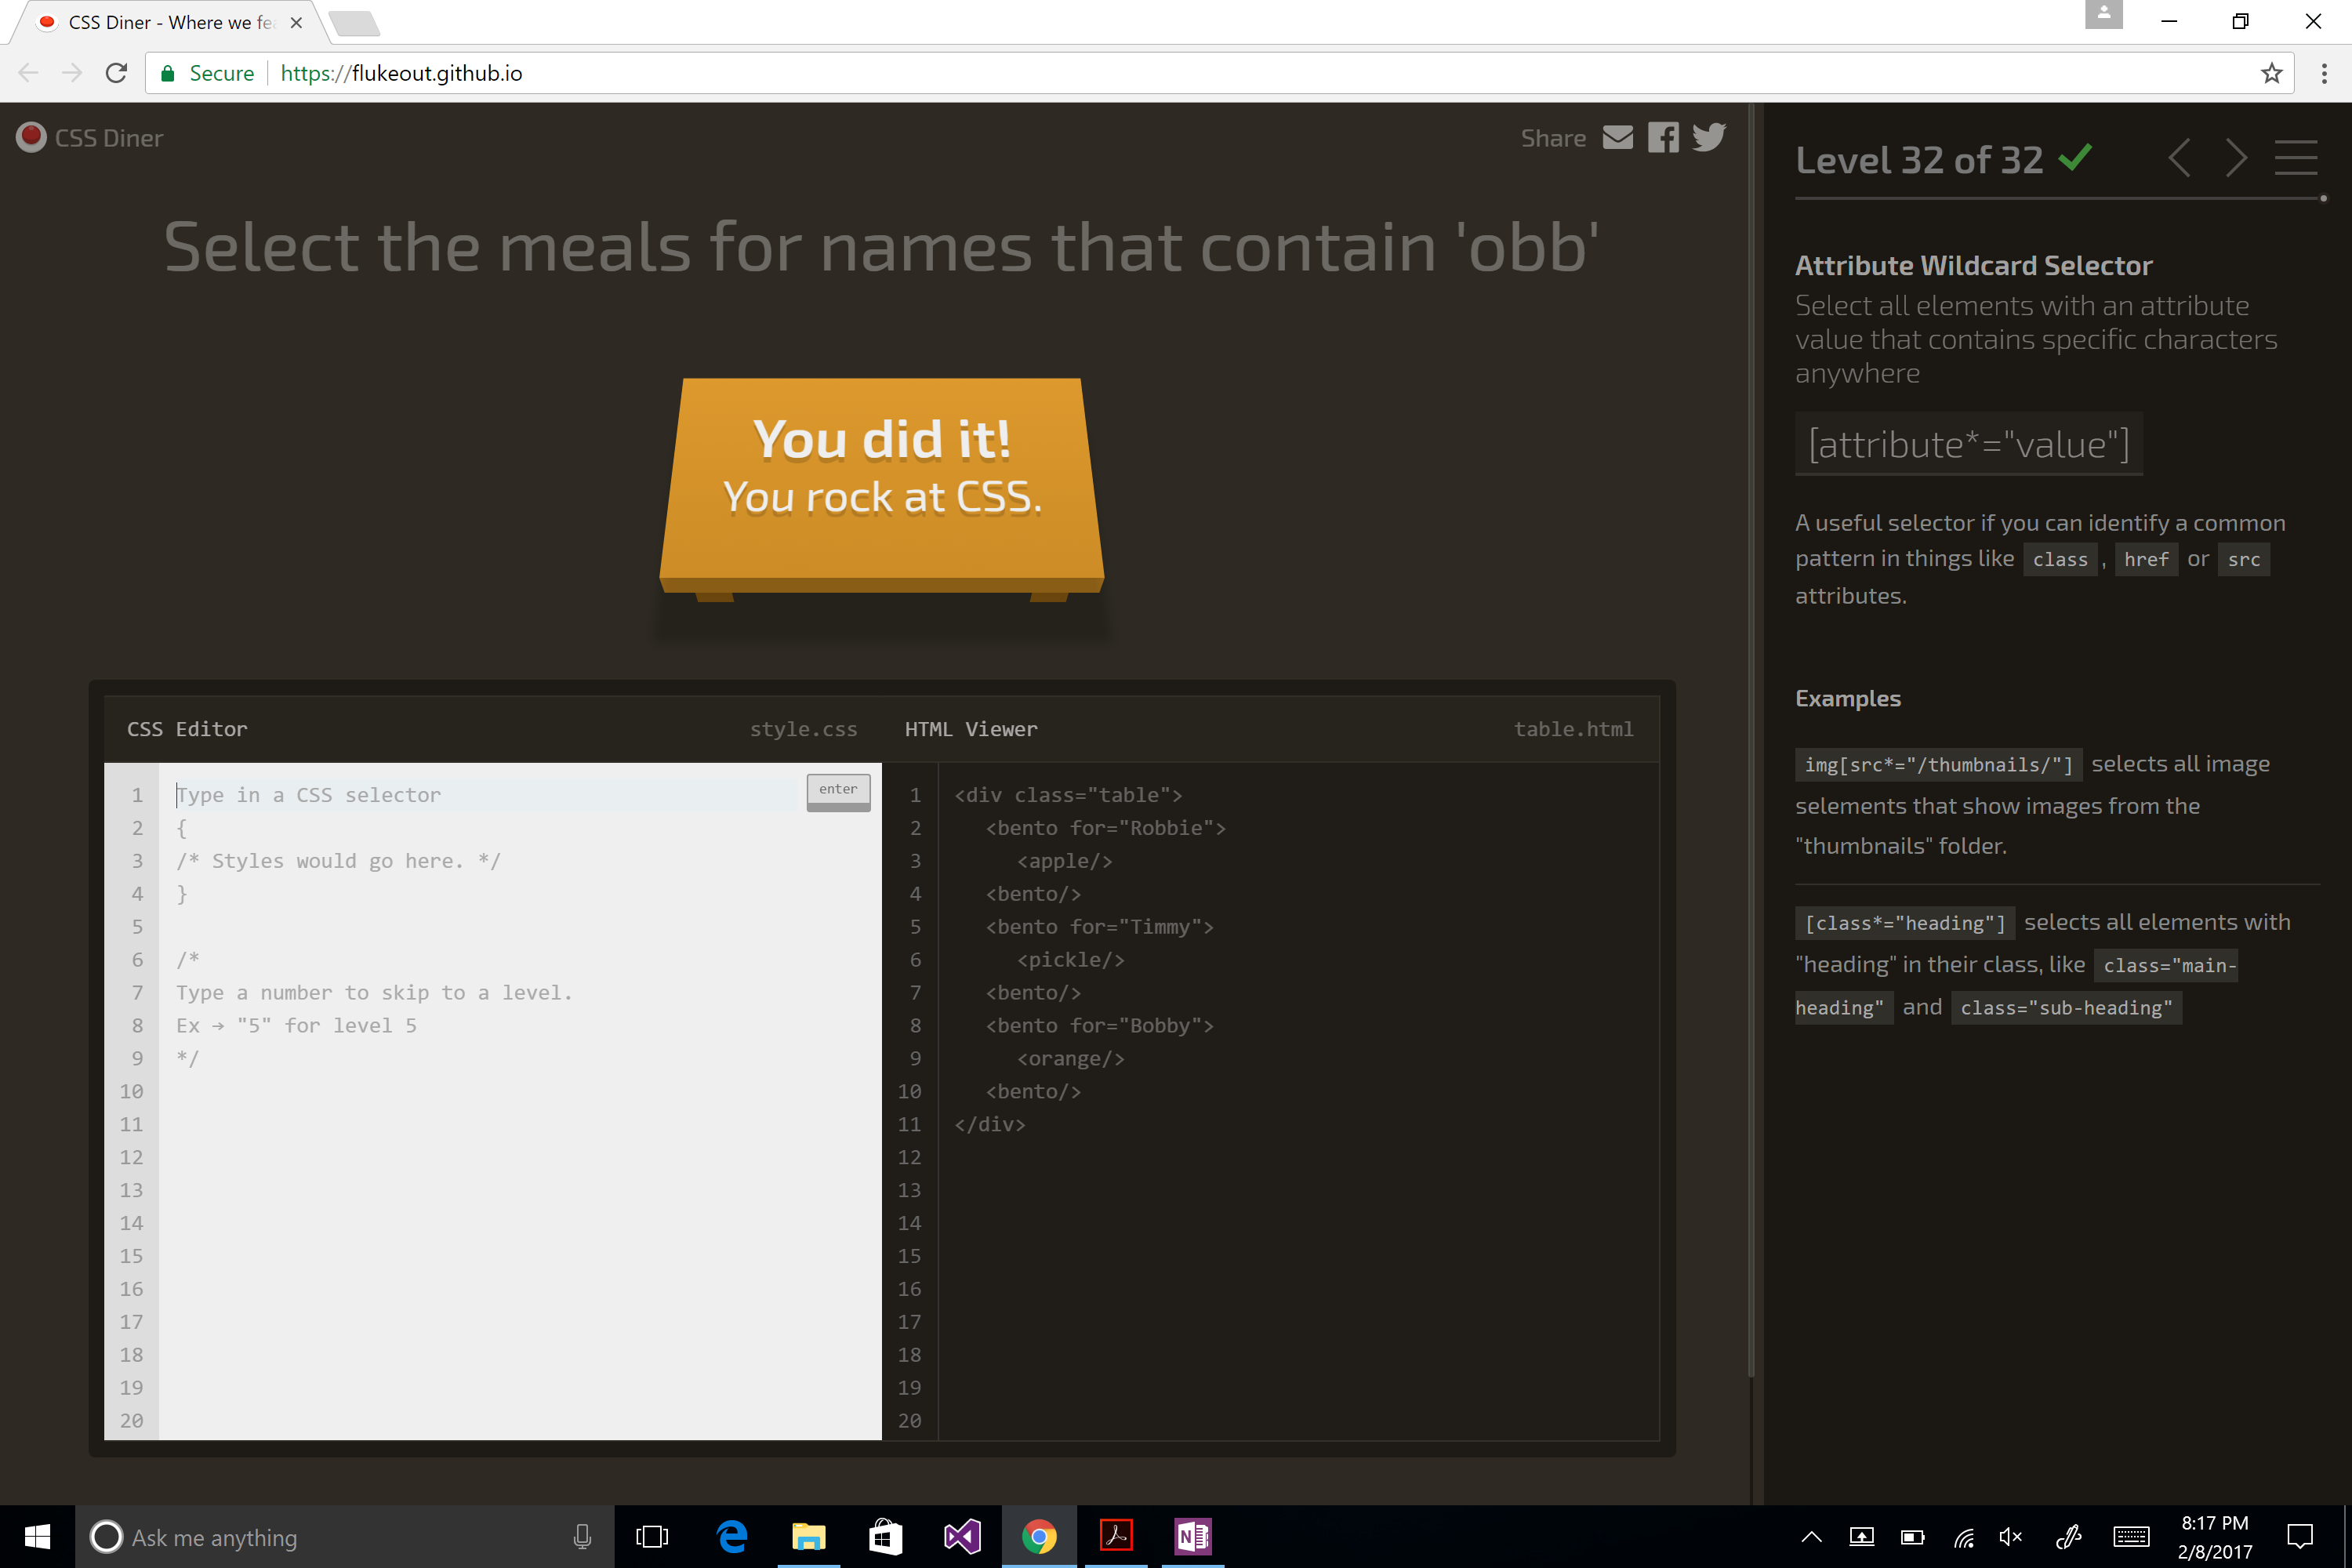 CSS Diner - Where we fea
Secure https://flukeout.github.io
CSS Diner
Share
Select the meals for names that contain 'obb'
You did it!
You rock at CSS.
CSS Editor style.css
1 Type in a CSS selector
enter
2 {
3 /* Styles would go here. */
4 }
5
6 /*
7 Type a number to skip to a level.
8 Ex → "5" for level 5
9 */
10
11
12
13
14
15
16
17
18
19
20
HTML Viewer table.html
1 <div class="table">
2 <bento for="Robbie">
3 <apple/>
4 <bento/>
5 <bento for="Timmy">
6 <pickle/>
7 <bento/>
8 <bento for="Bobby">
9 <orange/>
10 <bento/>
11 </div>
12
13
14
15
16
17
18
19
20
Level 32 of 32
Attribute Wildcard Selector
Select all elements with an attribute
value that contains specific characters
anywhere
[attribute*="value"]
A useful selector if you can identify a common
pattern in things like class , href or src
attributes.
Examples
img[src*="/thumbnails/"] selects all image
selements that show images from the
"thumbnails" folder.
[class*="heading"] selects all elements with
"heading" in their class, like class="main-
heading" and class="sub-heading"
Ask me anything
N
8:17 PM
2/8/2017